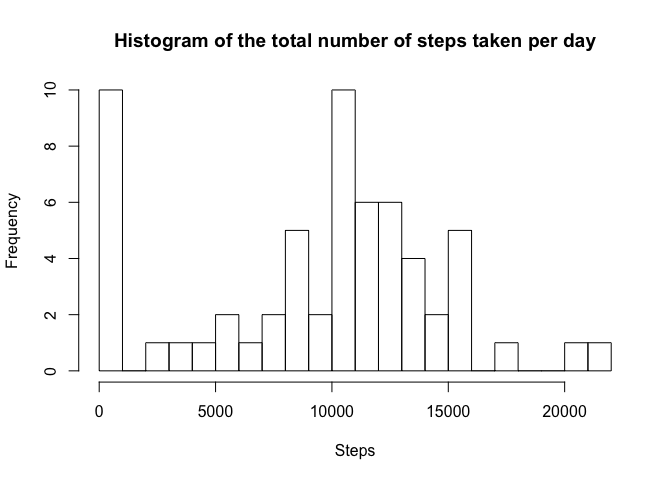 Histogram of the total number of steps taken per day
Frequency
10
8
6
4
2
0
0 5000 10000 15000 20000
Steps